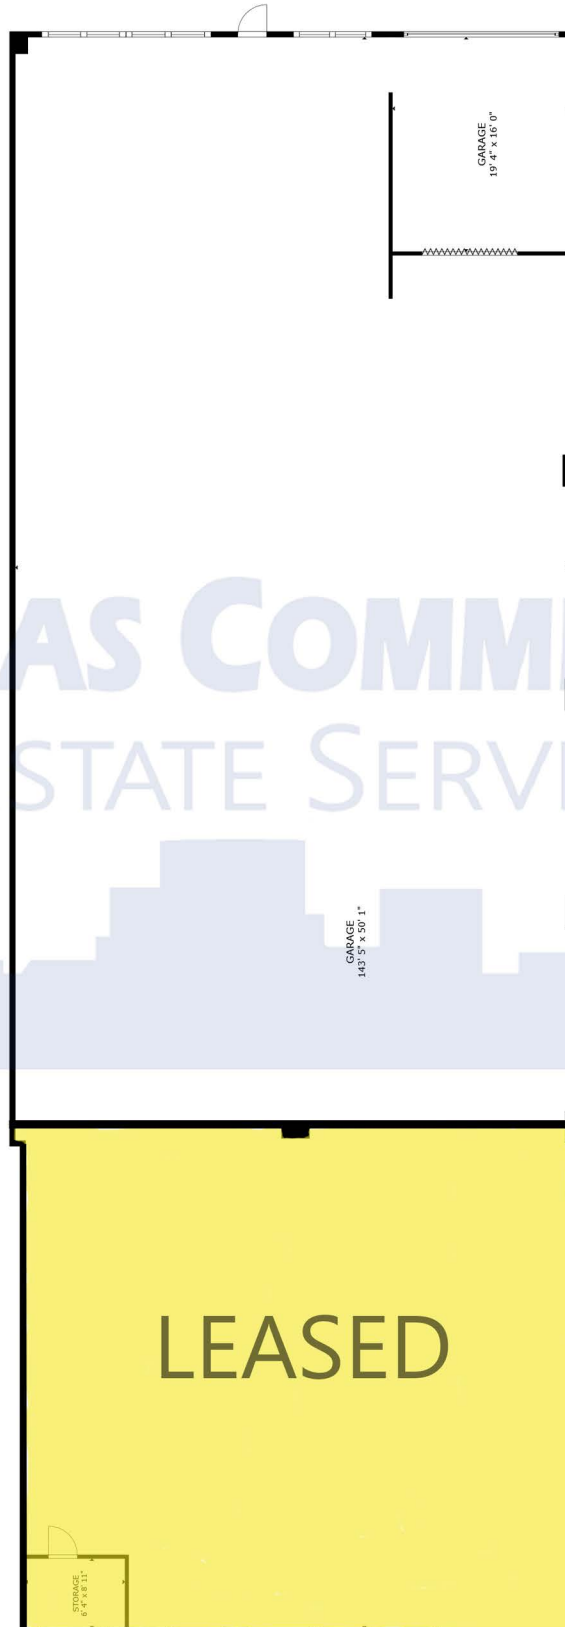 GARAGE
19' 4" x 16' 0"
AS COMM
STATE SERVI
GARAGE
143' 5" x 50' 1"
LEASED
STORAGE
6' 4" x 8' 11"